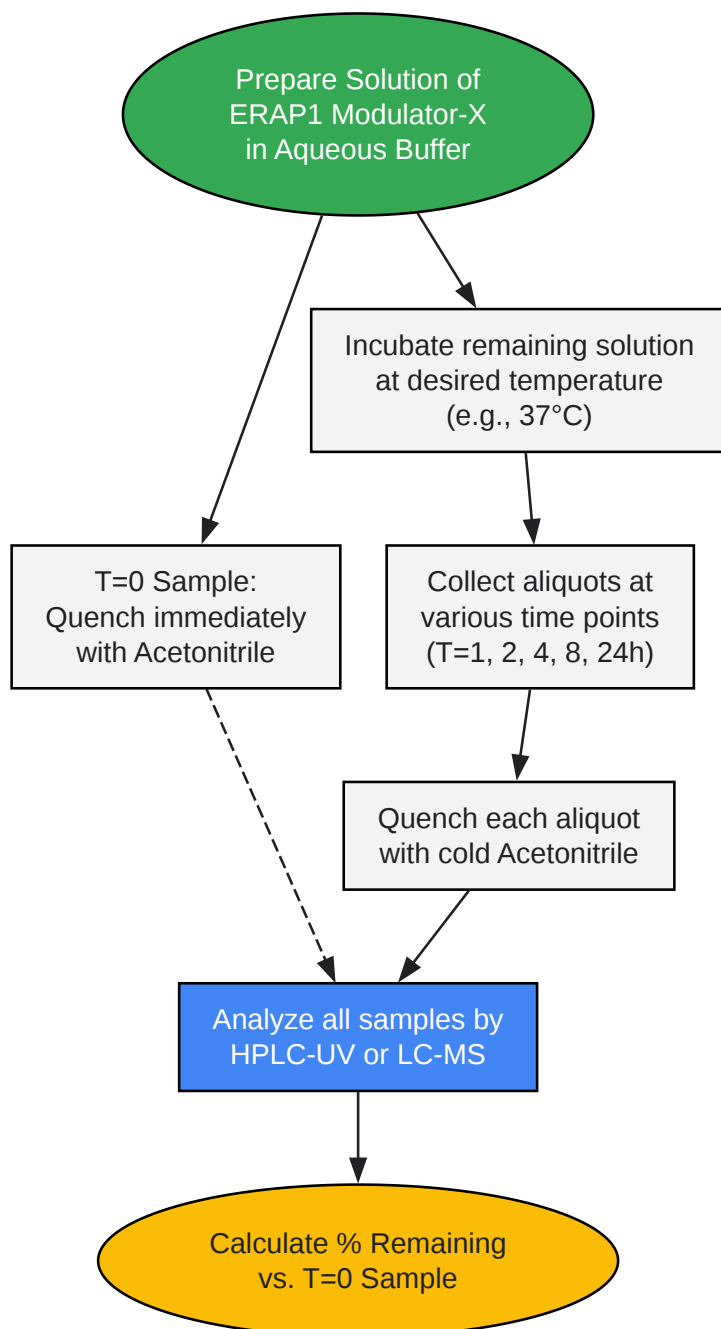 Prepare Solution of
ERAP1 Modulator-X
in Aqueous Buffer
Incubate remaining solution
at desired temperature
(e.g., 37°C)
T=0 Sample:
Quench immediately
with Acetonitrile
Collect aliquots at
various time points
(T=1, 2, 4, 8, 24h)
Quench each aliquot
with cold Acetonitrile
Analyze all samples by
HPLC-UV or LC-MS
Calculate % Remaining
vs. T=0 Sample